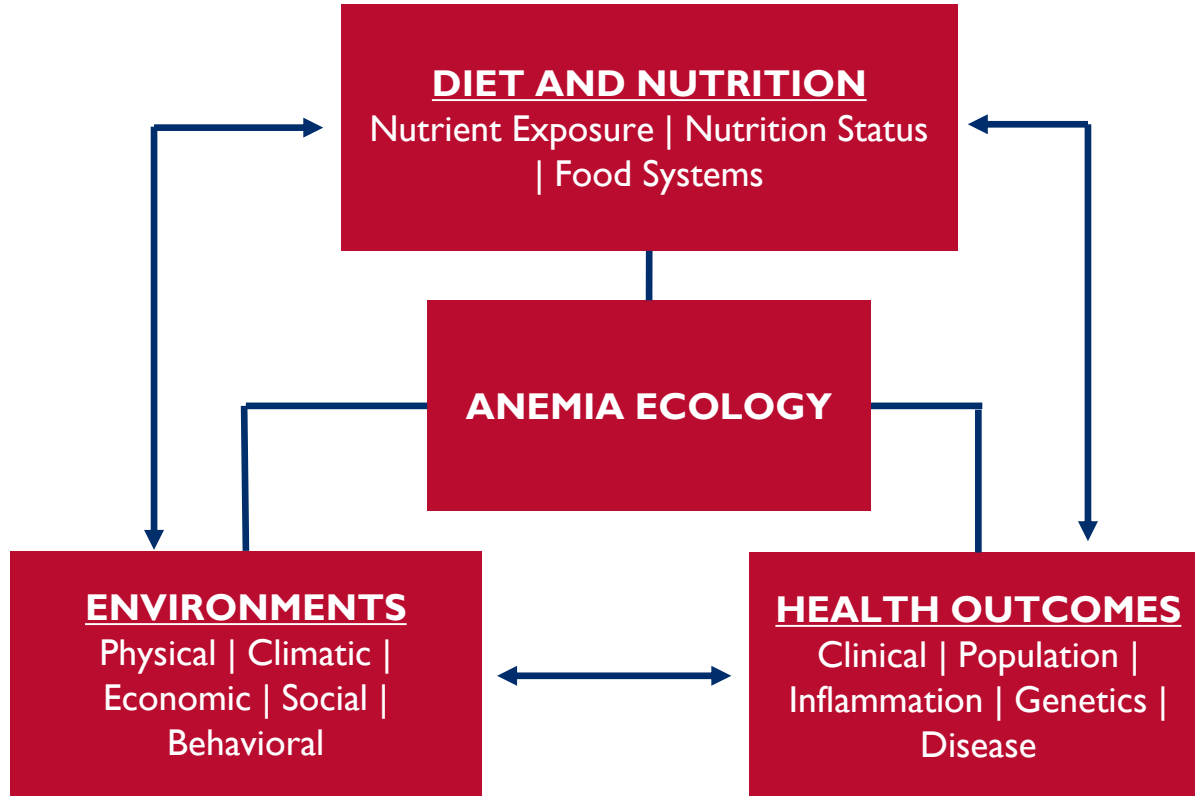 DIET AND NUTRITION
Nutrient Exposure | Nutrition Status
| Food Systems
ANEMIA ECOLOGY
ENVIRONMENTS
Physical | Climatic |
Economic | Social |
Behavioral
HEALTH OUTCOMES
Clinical | Population |
Inflammation | Genetics |
Disease